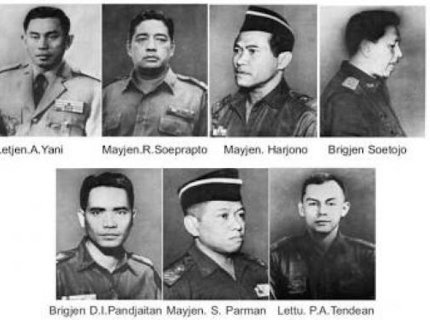 Letjen.A.Yani Mayjen.R.Soeprapto Mayjen. Harjono Brigjen Soetojo
Brigjen D.I.Pandjaitan Mayjen. S. Parman Lettu. P.A.Tendean